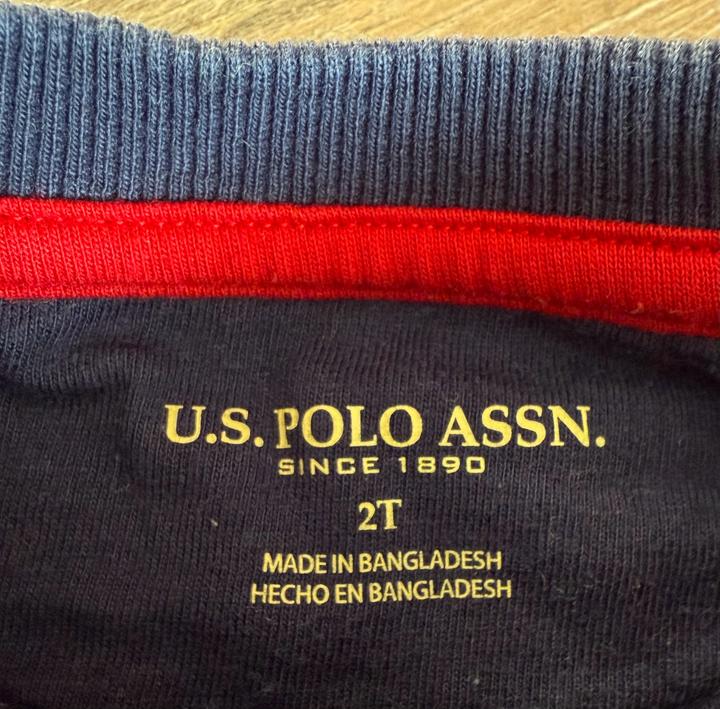 U.S. POLO ASSN.
SINCE 1890
2T
MADE IN BANGLADESH
HECHO EN BANGLADESH